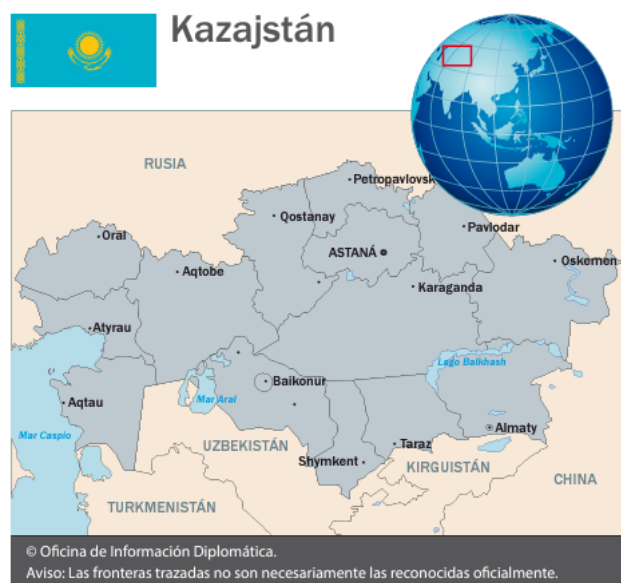 Kazajstán
RUSIA
Petropavlovsk
Qostanay
Pavlodar
Oral
ASTANÁ
Oskemen
Aqtobe
Karaganda
Atyrau
Lago Balkhash
Baikonur
Mar Aral
Aqtau
Almaty
Mar Caspio
UZBEKISTÁN
Taraz
Shymkent
KIRGUISTÁN
CHINA
TURKMENISTÁN
© Oficina de Información Diplomática.
Aviso: Las fronteras trazadas no son necesariamente las reconocidas oficialmente.